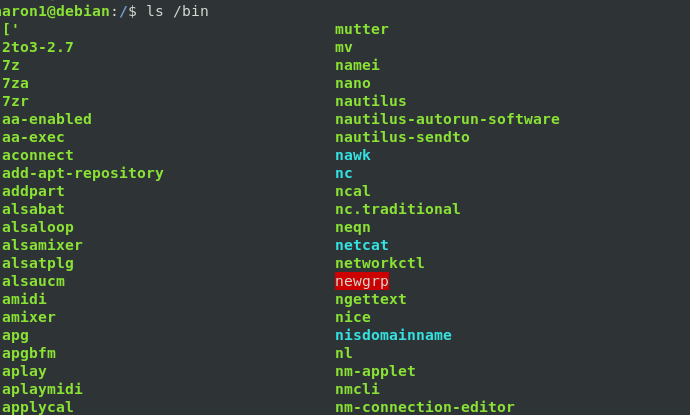 aron1@debian:/$ ls /bin
['                                   mutter
2to3-2.7                             mv
7z                                   namei
7za                                  nano
7zr                                  nautilus
aa-enabled                           nautilus-autorun-software
aa-exec                              nautilus-sendto
aconnect                             nawk
add-apt-repository                   nc
addpart                              ncal
alsabat                              nc.traditional
alsaloop                             neqn
alsamixer                            netcat
alsatplg                             networkctl
alsaucm                              newgrp
amidi                                ngettext
amixer                               nice
apg                                  nisdomainname
apgbfm                               nl
aplay                                nm-applet
aplaymidi                            nmcli
applycal                             nm-connection-editor